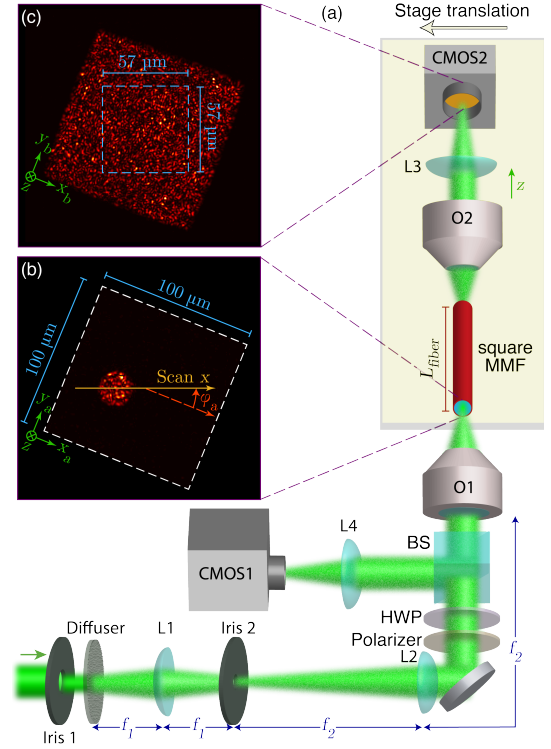 (c)
57 µm
57 µm
y_b
x_b
z
(a)
Stage translation
CMOS2
L3
z
O2
L_fiber
square
MMF
(b)
100 µm
100 µm
Scan x
φ_a
y_a
x_a
z
O1
L4
BS
CMOS1
HWP
Polarizer
L2
f_2
Diffuser
L1
Iris 2
Iris 1
f_1
f_1
f_2